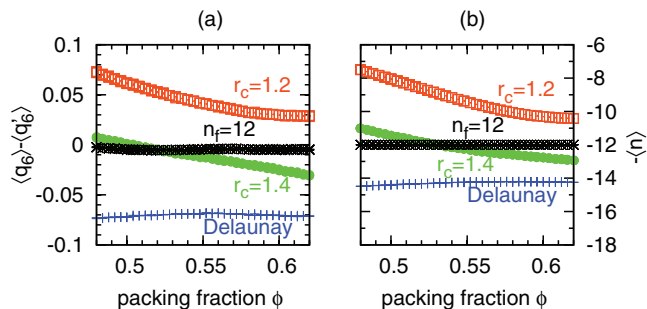 (a)
(b)
0.1
0.05
0
-0.05
-0.1
⟨q6⟩-⟨q'6⟩
rc=1.2
nf=12
rc=1.4
Delaunay
0.5 0.55 0.6
packing fraction ϕ
rc=1.2
nf=12
rc=1.4
Delaunay
0.5 0.55 0.6
packing fraction ϕ
-6
-8
-10
-12
-14
-16
-18
-⟨n⟩